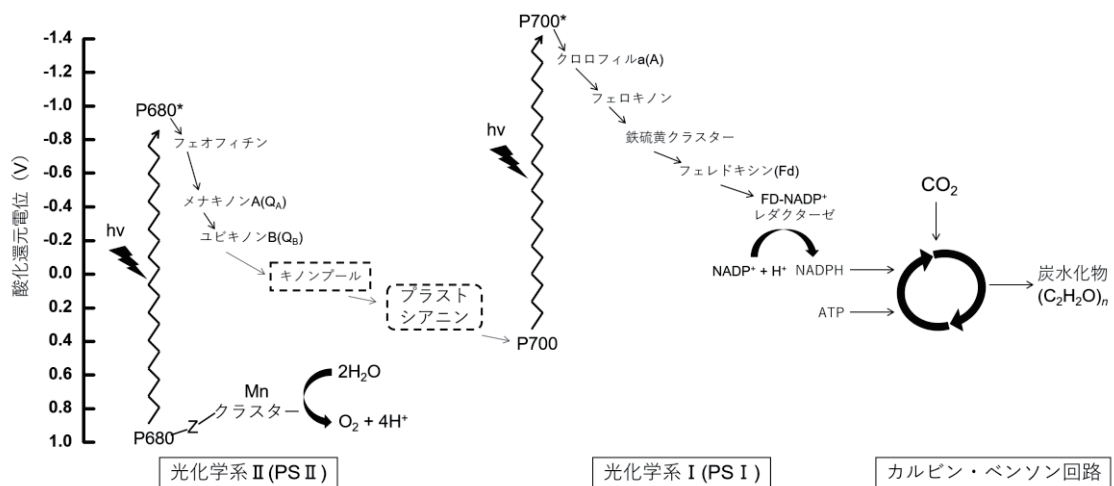 酸化還元電位 (V)
-1.4
-1.2
-1.0
-0.8
-0.6
-0.4
-0.2
0.0
0.2
0.4
0.6
0.8
1.0
P680*
フェオフィチン
メナキノンA(QA)
ユビキノンB(QB)
hν
キノンプール
プラスト
シアニン
P680
Z
Mn
クラスター
2H₂O
O₂ + 4H⁺
P700*
クロロフィルa(A)
フェロキノン
鉄硫黄クラスター
フェレドキシン(Fd)
FD-NADP⁺
レダクターゼ
hν
P700
NADP⁺ + H⁺
NADPH
ATP
CO₂
炭水化物
(C₂H₂O)n
光化学系Ⅱ(PSⅡ)
光化学系Ⅰ(PSⅠ)
カルビン・ベンソン回路